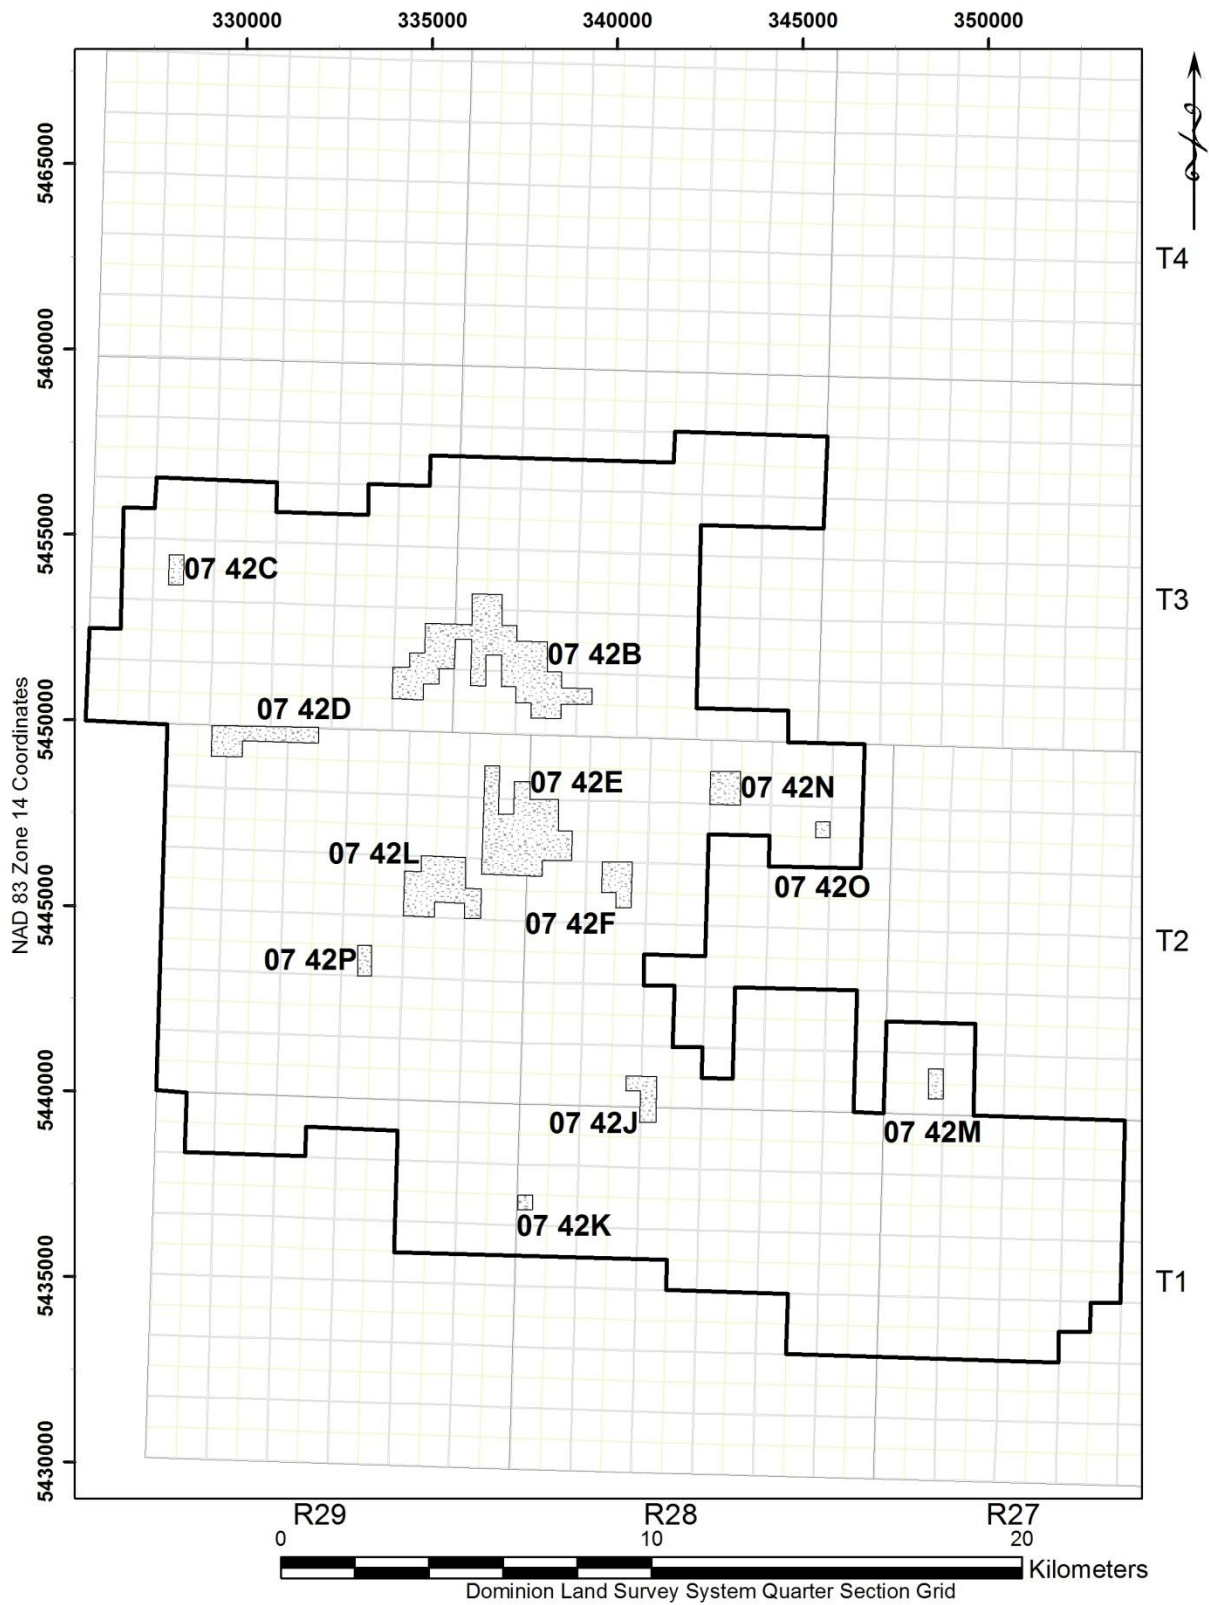 330000 335000 340000 345000 350000
5465000
T4
5460000
5455000
07 42C
T3
07 42B
5450000
07 42D
NAD 83 Zone 14 Coordinates
07 42E
07 42N
07 42L
07 42O
5445000
07 42F
T2
07 42P
5440000
07 42J
07 42M
07 42K
5435000
T1
5430000
R29 R28 R27
0 10 20
Kilometers
Dominion Land Survey System Quarter Section Grid